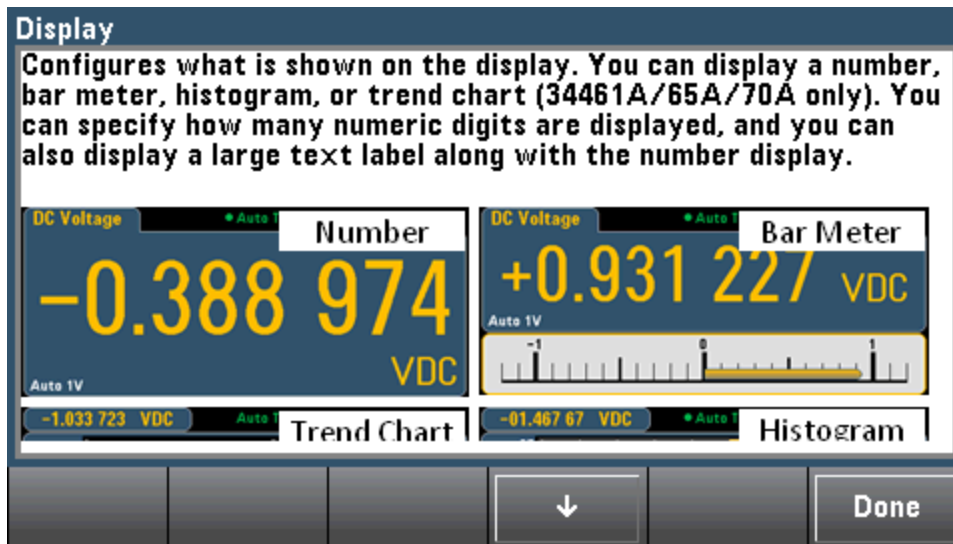 Display
Configures what is shown on the display. You can display a number,
bar meter, histogram, or trend chart (34461A/65A/70A only). You
can specify how many numeric digits are displayed, and you can
also display a large text label along with the number display.
DC Voltage
Auto
Number
−0.388 974
VDC
Auto 1V
DC Voltage
Auto
Bar Meter
+0.931 227 VDC
Auto 1V
-1 0 1
-1.033 723 VDC
Auto
Trend Chart
-01.467 67 VDC
Auto
Histogram
↓
Done